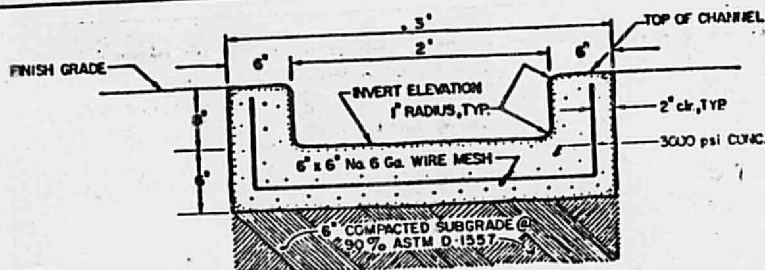 3'
TOP OF CHANNEL
6"
2'
6"
FINISH GRADE
INVERT ELEVATION
1" RADIUS, TYP.
2" clr, TYP
6"
3000 psi CONC.
6" x 6" No. 6 Ga. WIRE MESH
6" COMPACTED SUBGRADE @
90% ASTM D-1557